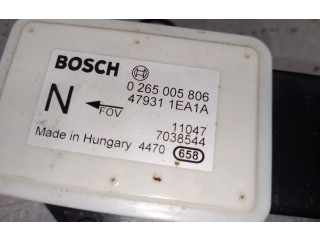 BOSCH 0 265 005 806
47931 1EA1A
N FOV
11047
7038544
Made in Hungary 4470 658